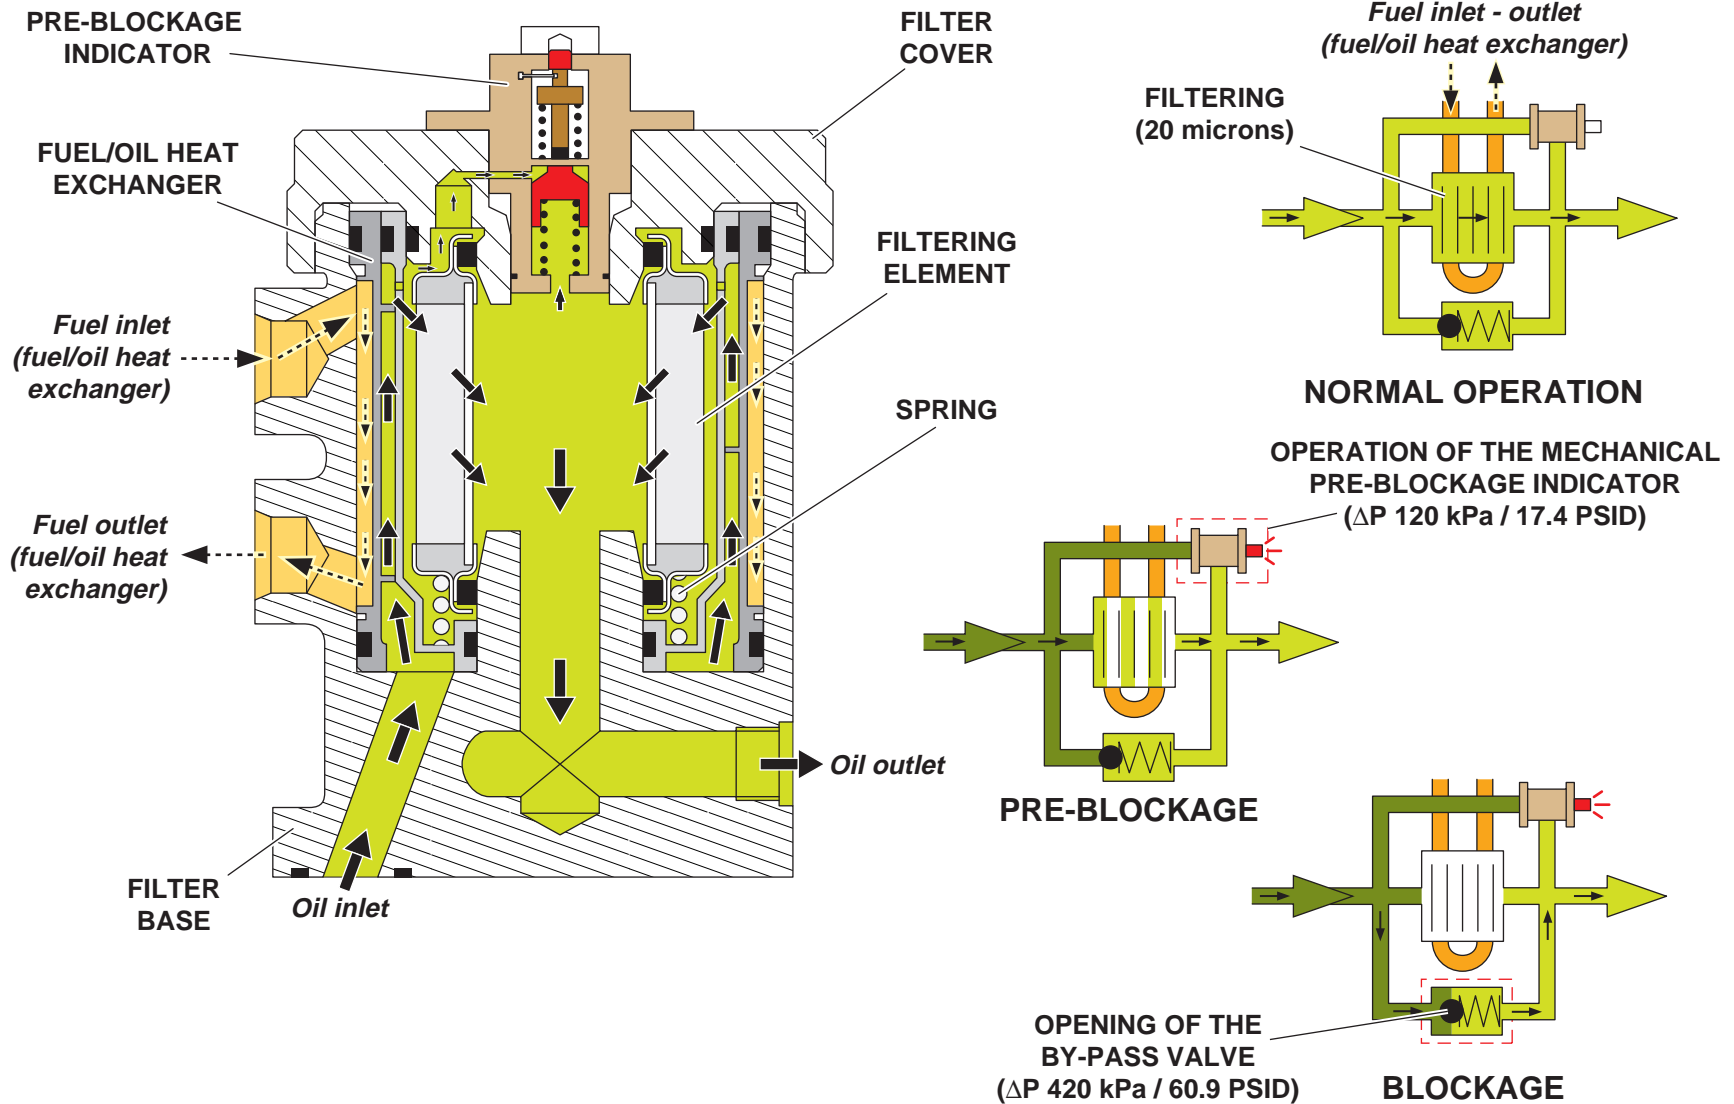 PRE-BLOCKAGE
INDICATOR
FILTER
COVER
FUEL/OIL HEAT
EXCHANGER
FILTERING
ELEMENT
Fuel inlet
(fuel/oil heat
exchanger)
SPRING
Fuel outlet
(fuel/oil heat
exchanger)
Oil outlet
FILTER
BASE
Oil inlet
Fuel inlet - outlet
(fuel/oil heat exchanger)
FILTERING
(20 microns)
NORMAL OPERATION
OPERATION OF THE MECHANICAL
PRE-BLOCKAGE INDICATOR
(ΔP 120 kPa / 17.4 PSID)
PRE-BLOCKAGE
OPENING OF THE
BY-PASS VALVE
(ΔP 420 kPa / 60.9 PSID)
BLOCKAGE